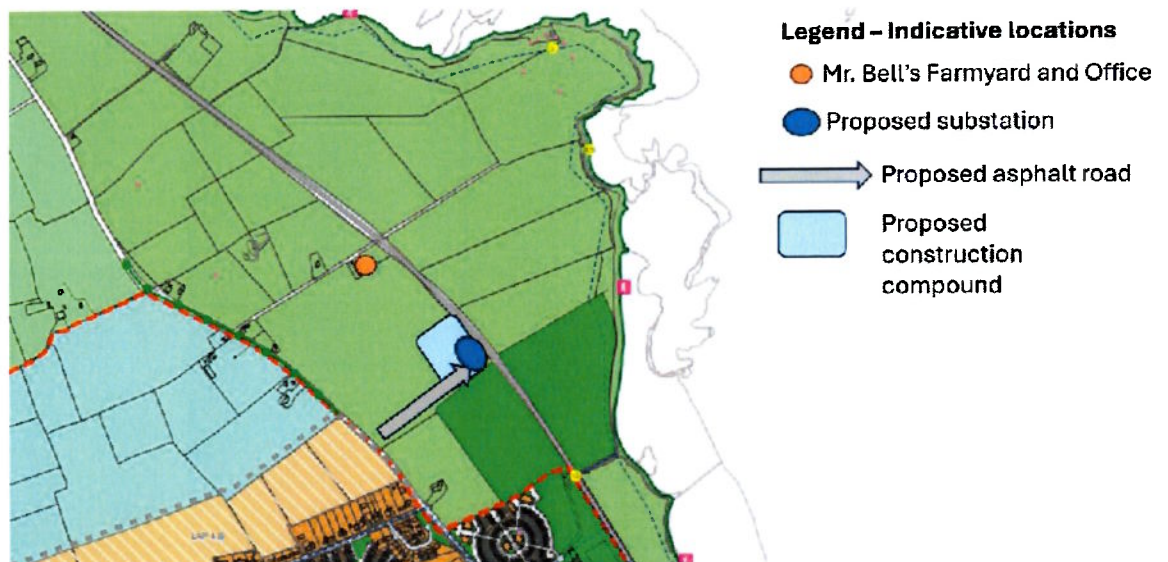 Legend – Indicative locations
Mr. Bell's Farmyard and Office
Proposed substation
Proposed asphalt road
Proposed
construction
compound